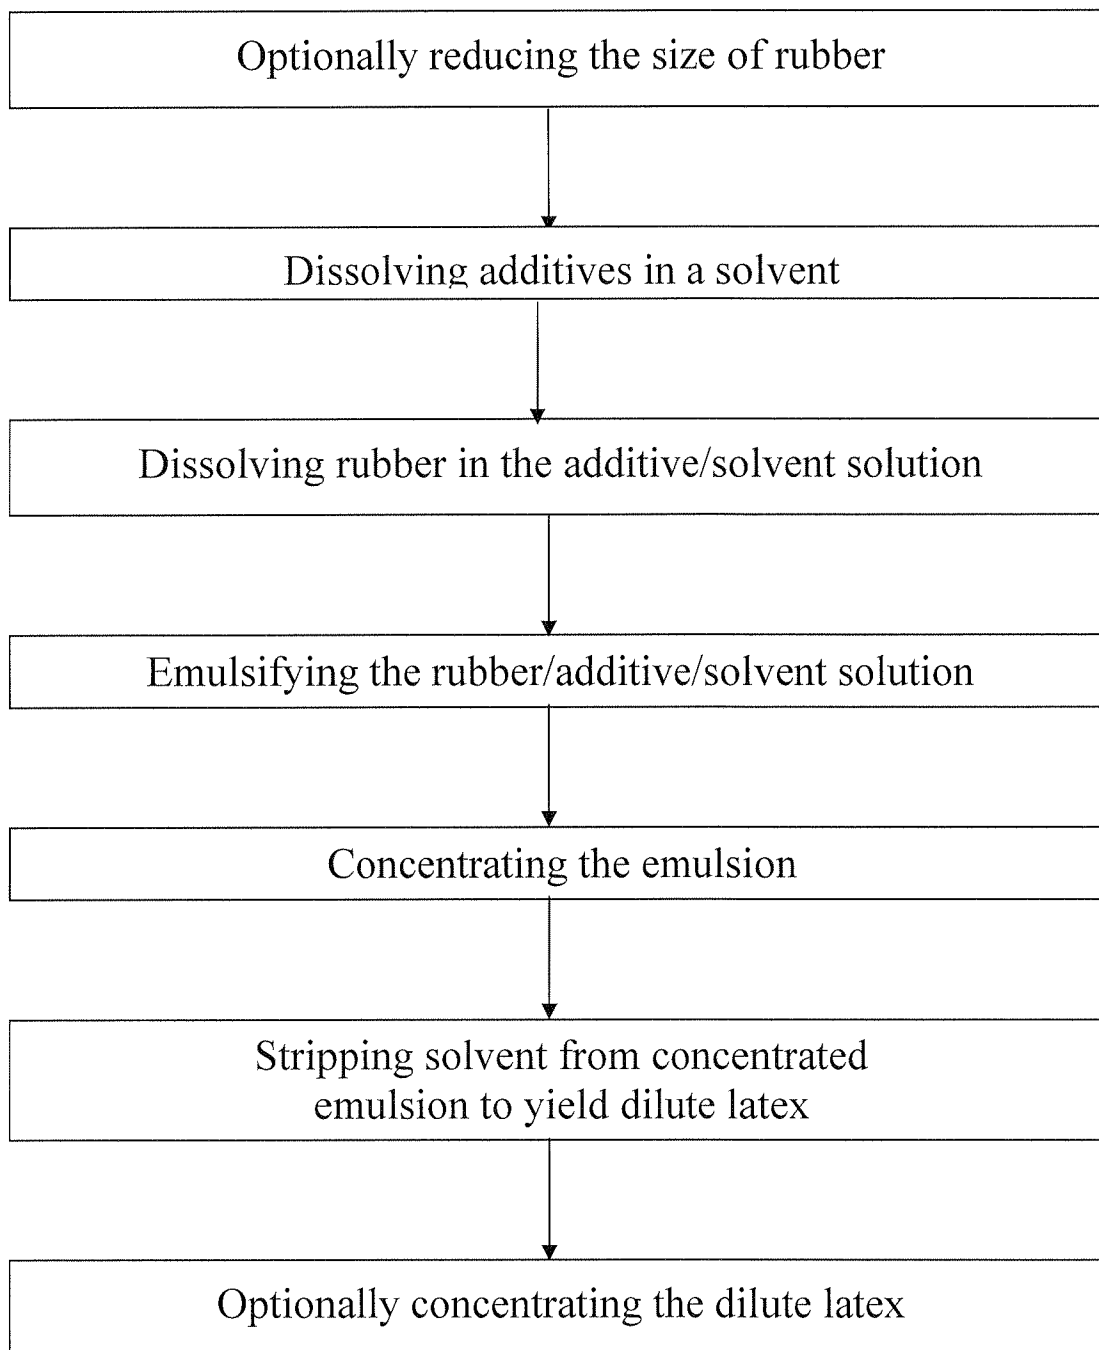 Optionally reducing the size of rubber
Dissolving additives in a solvent
Dissolving rubber in the additive/solvent solution
Emulsifying the rubber/additive/solvent solution
Concentrating the emulsion
Stripping solvent from concentrated
emulsion to yield dilute latex
Optionally concentrating the dilute latex